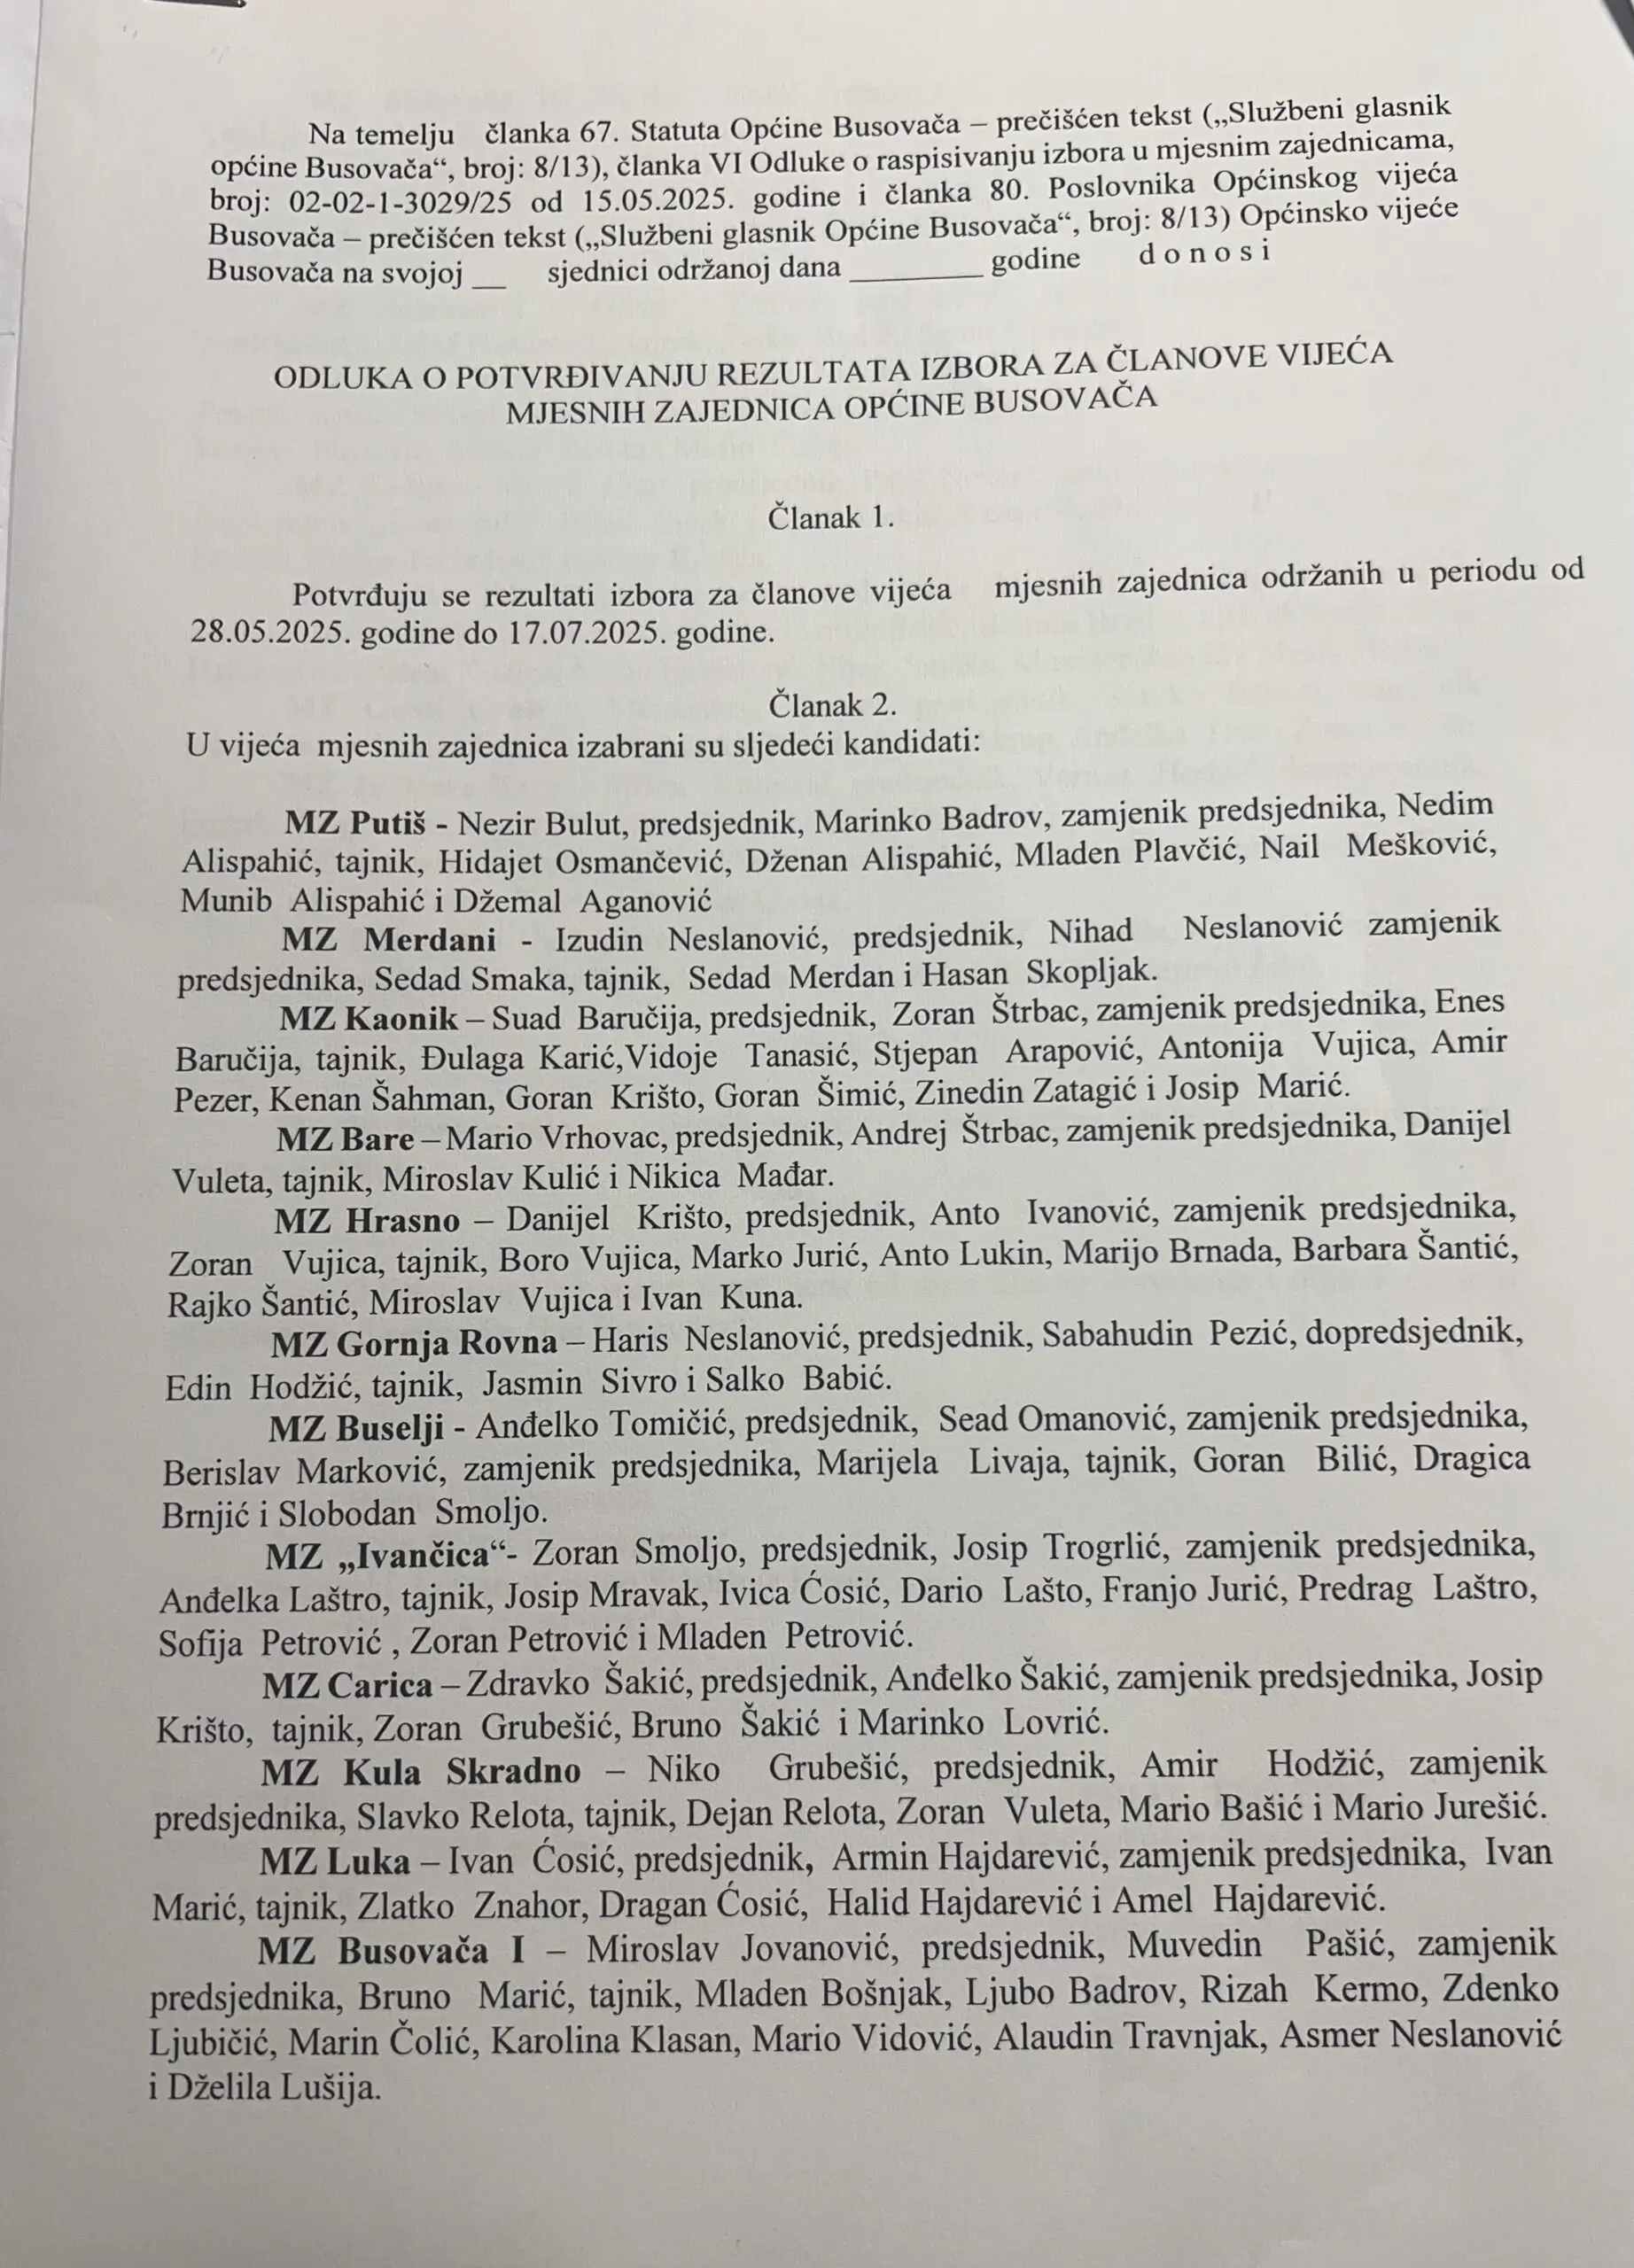 Na temelju članka 67. Statuta Općine Busovača – prečišćen tekst („Službeni glasnik
općine Busovača“, broj: 8/13), članka VI Odluke o raspisivanju izbora u mjesnim zajednicama,
broj: 02-02-1-3029/25 od 15.05.2025. godine i članka 80. Poslovnika Općinskog vijeća
Busovača – prečišćen tekst („Službeni glasnik Općine Busovača“, broj: 8/13) Općinsko vijeće
Busovača na svojoj __ sjednici održanoj dana ________ godine d o n o s i
ODLUKA O POTVRĐIVANJU REZULTATA IZBORA ZA ČLANOVE VIJEĆA
MJESNIH ZAJEDNICA OPĆINE BUSOVAČA
Članak 1.
Potvrđuju se rezultati izbora za članove vijeća mjesnih zajednica održanih u periodu od
28.05.2025. godine do 17.07.2025. godine.
Članak 2.
U vijeća mjesnih zajednica izabrani su sljedeći kandidati:
MZ Putiš - Nezir Bulut, predsjednik, Marinko Badrov, zamjenik predsjednika, Nedim
Alispahić, tajnik, Hidajet Osmančević, Dženan Alispahić, Mladen Plavčić, Nail Mešković,
Munib Alispahić i Džemal Aganović
MZ Merdani - Izudin Neslanović, predsjednik, Nihad Neslanović zamjenik
predsjednika, Sedad Smaka, tajnik, Sedad Merdan i Hasan Skopljak.
MZ Kaonik – Suad Baručija, predsjednik, Zoran Štrbac, zamjenik predsjednika, Enes
Baručija, tajnik, Đulaga Karić,Vidoje Tanasić, Stjepan Arapović, Antonija Vujica, Amir
Pezer, Kenan Šahman, Goran Krišto, Goran Šimić, Zinedin Zatagić i Josip Marić.
MZ Bare – Mario Vrhovac, predsjednik, Andrej Štrbac, zamjenik predsjednika, Danijel
Vuleta, tajnik, Miroslav Kulić i Nikica Mađar.
MZ Hrasno – Danijel Krišto, predsjednik, Anto Ivanović, zamjenik predsjednika,
Zoran Vujica, tajnik, Boro Vujica, Marko Jurić, Anto Lukin, Marijo Brnada, Barbara Šantić,
Rajko Šantić, Miroslav Vujica i Ivan Kuna.
MZ Gornja Rovna – Haris Neslanović, predsjednik, Sabahudin Pezić, dopredsjednik,
Edin Hodžić, tajnik, Jasmin Sivro i Salko Babić.
MZ Buselji - Anđelko Tomičić, predsjednik, Sead Omanović, zamjenik predsjednika,
Berislav Marković, zamjenik predsjednika, Marijela Livaja, tajnik, Goran Bilić, Dragica
Brnjić i Slobodan Smoljo.
MZ „Ivančica“- Zoran Smoljo, predsjednik, Josip Trogrlić, zamjenik predsjednika,
Anđelka Laštro, tajnik, Josip Mravak, Ivica Ćosić, Dario Lašto, Franjo Jurić, Predrag Laštro,
Sofija Petrović , Zoran Petrović i Mladen Petrović.
MZ Carica – Zdravko Šakić, predsjednik, Anđelko Šakić, zamjenik predsjednika, Josip
Krišto, tajnik, Zoran Grubešić, Bruno Šakić i Marinko Lovrić.
MZ Kula Skradno – Niko Grubešić, predsjednik, Amir Hodžić, zamjenik
predsjednika, Slavko Relota, tajnik, Dejan Relota, Zoran Vuleta, Mario Bašić i Mario Jurešić.
MZ Luka – Ivan Ćosić, predsjednik, Armin Hajdarević, zamjenik predsjednika, Ivan
Marić, tajnik, Zlatko Znahor, Dragan Ćosić, Halid Hajdarević i Amel Hajdarević.
MZ Busovača I – Miroslav Jovanović, predsjednik, Muvedin Pašić, zamjenik
predsjednika, Bruno Marić, tajnik, Mladen Bošnjak, Ljubo Badrov, Rizah Kermo, Zdenko
Ljubičić, Marin Čolić, Karolina Klasan, Mario Vidović, Alaudin Travnjak, Asmer Neslanović
i Dželila Lušija.